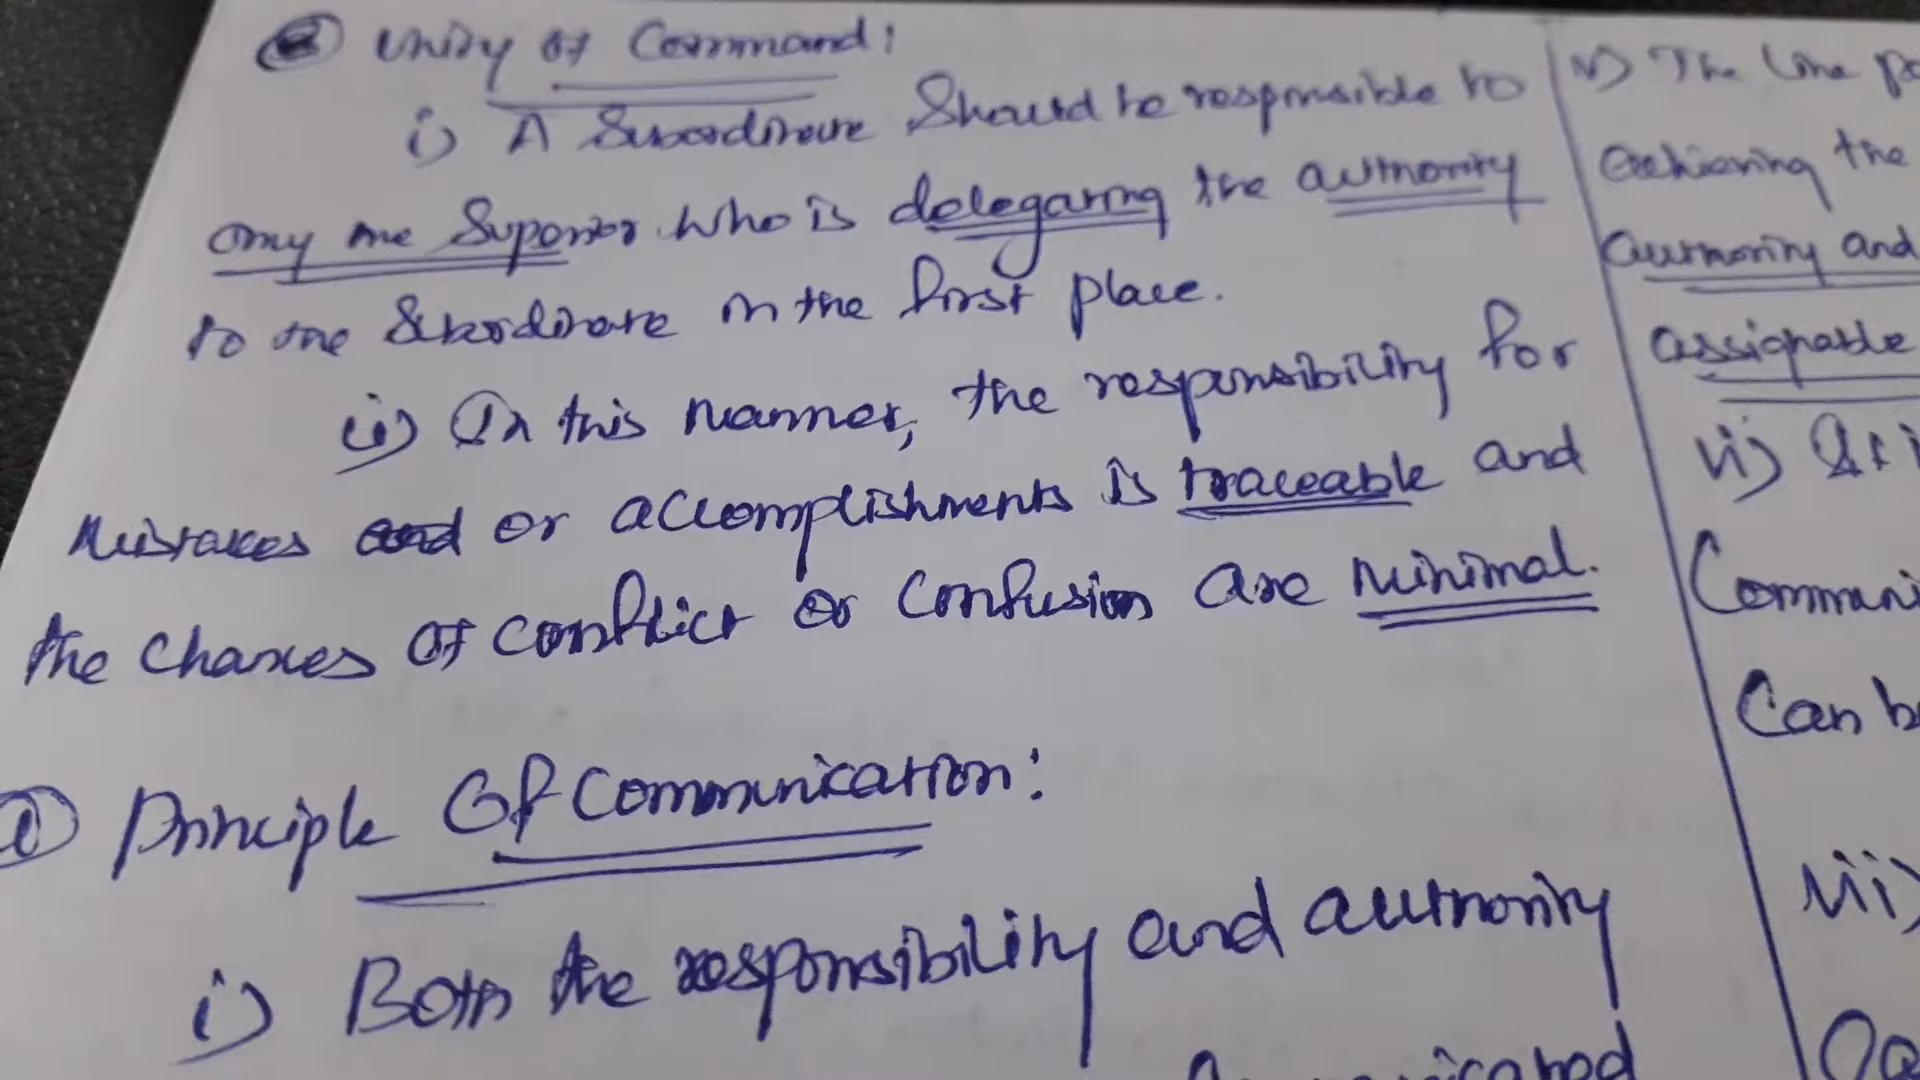 Unity of Command:
i) A Subordinate Should be responsible to
only one Superior who is delegating the authority
to the Subordinate in the first place.
ii) In this manner, the responsibility for
Mistakes and or accomplishments is traceable and
the chances of conflict or confusion are minimal.
Principle Of Communication:
i) Both the responsibility and authority
v) The line
achieving the
authority and
assignable
vi)
Communi
Can b
vii)